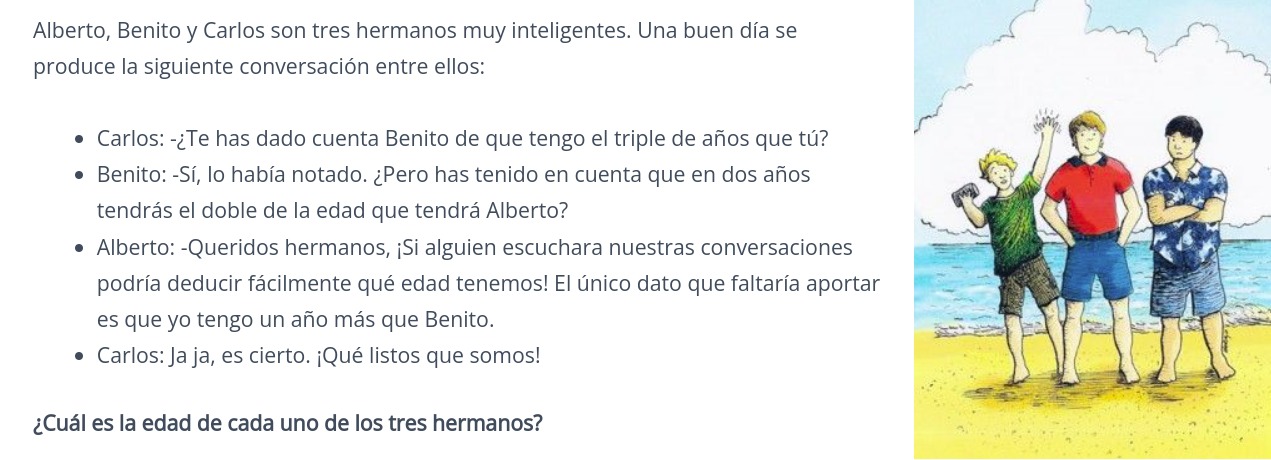 Alberto, Benito y Carlos son tres hermanos muy inteligentes. Una buen día se
produce la siguiente conversación entre ellos:
• Carlos: -¿Te has dado cuenta Benito de que tengo el triple de años que tú?
• Benito: -Sí, lo había notado. ¿Pero has tenido en cuenta que en dos años
tendrás el doble de la edad que tendrá Alberto?
• Alberto: -Queridos hermanos, ¡Si alguien escuchara nuestras conversaciones
podría deducir fácilmente qué edad tenemos! El único dato que faltaría aportar
es que yo tengo un año más que Benito.
• Carlos: Ja ja, es cierto. ¡Qué listos que somos!
¿Cuál es la edad de cada uno de los tres hermanos?